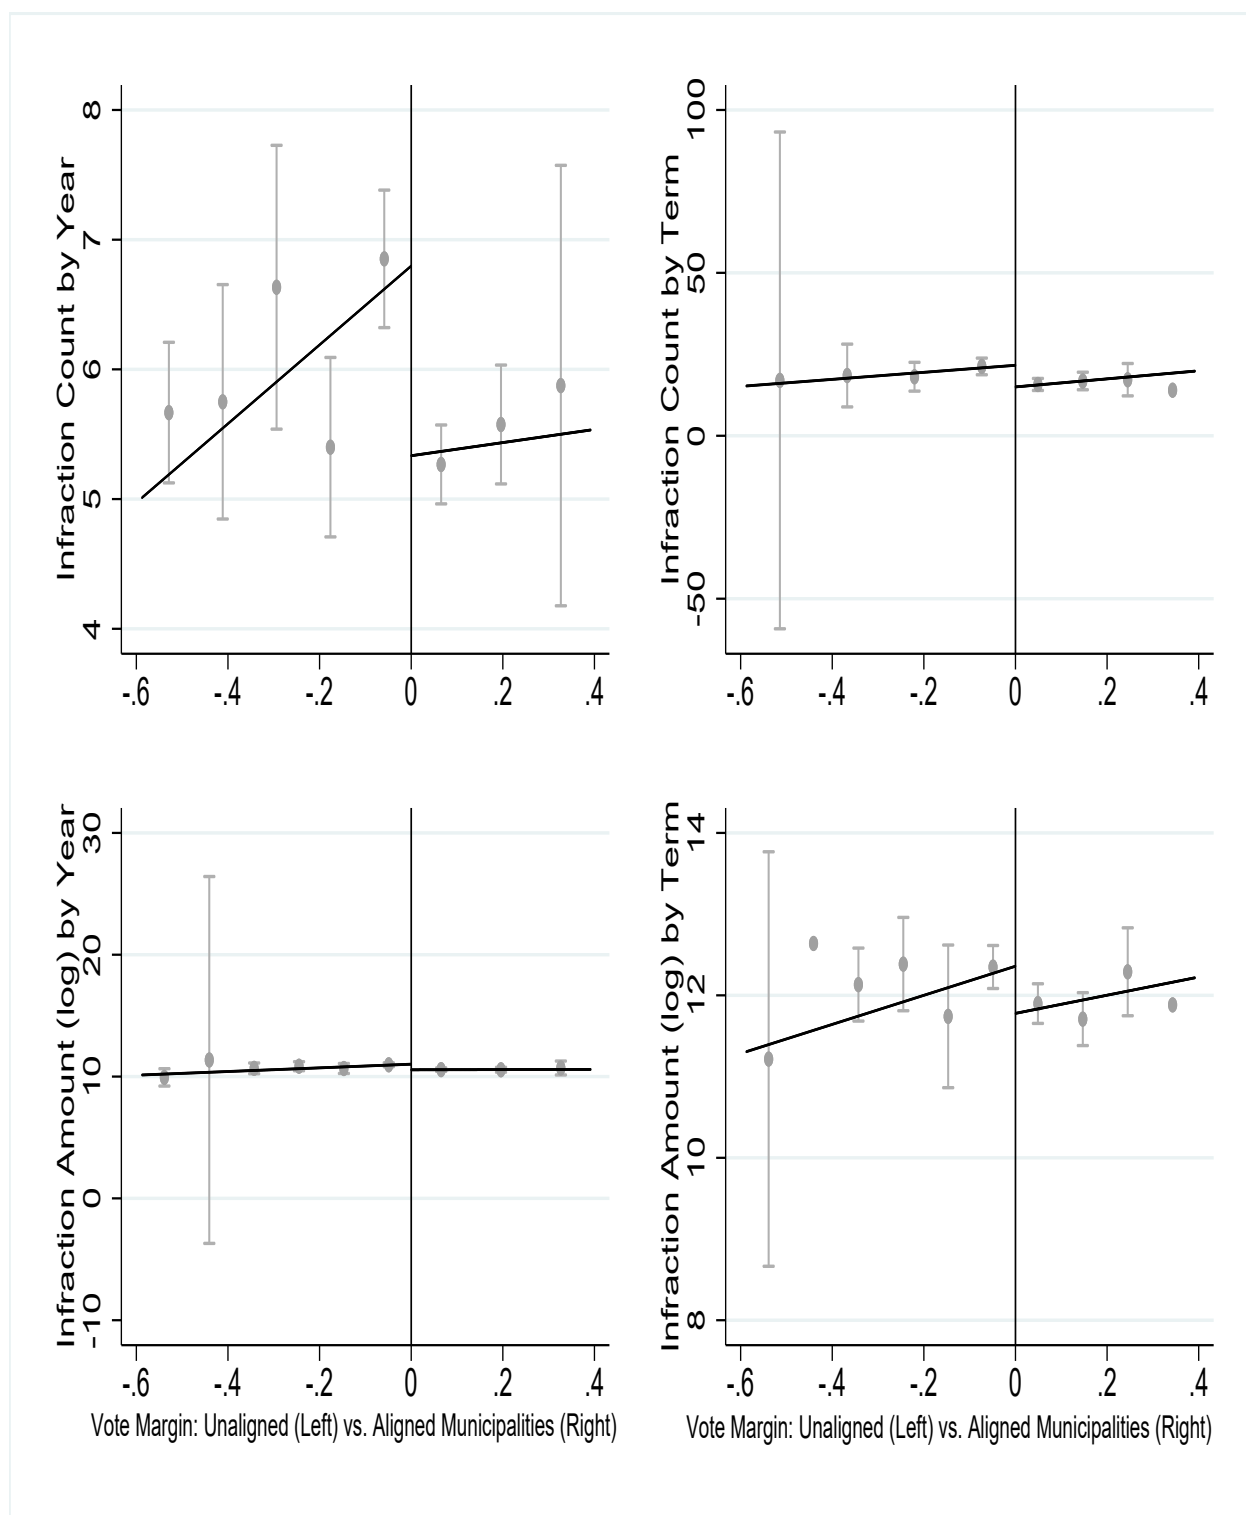 Infraction Count by Year
8
7
6
5
4
-.6 -.4 -.2 0 .2 .4
Infraction Count by Term
100
50
0
-50
-.6 -.4 -.2 0 .2 .4
Infraction Amount (log) by Year
30
20
10
0
-10
-.6 -.4 -.2 0 .2 .4
Vote Margin: Unaligned (Left) vs. Aligned Municipalities (Right)
Infraction Amount (log) by Term
14
12
10
8
-.6 -.4 -.2 0 .2 .4
Vote Margin: Unaligned (Left) vs. Aligned Municipalities (Right)